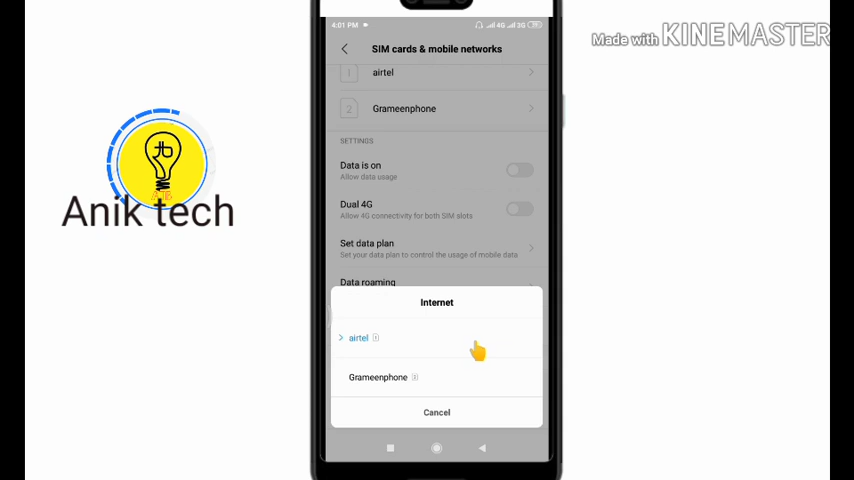 4:01 PM
4G 3G
SIM cards & mobile networks
Made with KINEMASTER
1 airtel
2 Grameenphone
SETTINGS
Data is on
Allow data usage
Dual 4G
Allow 4G connectivity for both SIM slots
Set data plan
Set your data plan to control the usage of mobile data
Data roaming
Internet
airtel 1
Grameenphone 2
Cancel
Anik tech